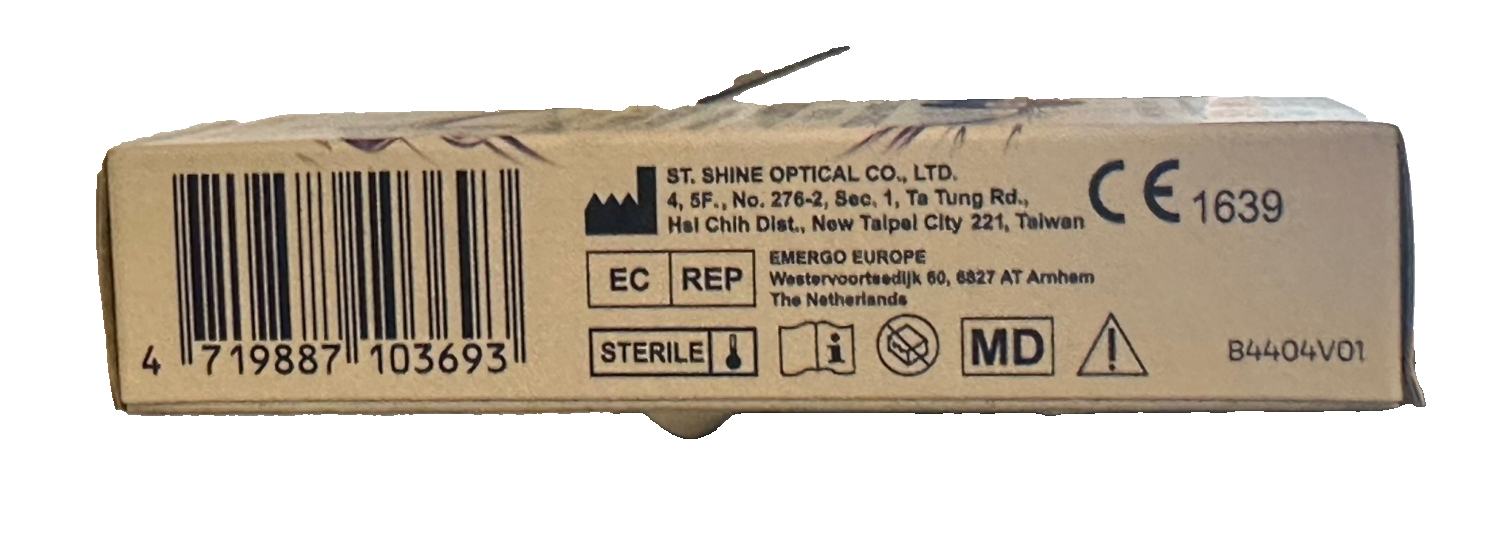 ST. SHINE OPTICAL CO., LTD.
4, 5F., No. 276-2, Sec. 1, Ta Tung Rd.,
Hsi Chih Dist., New Taipei City 221, Taiwan
CE 1639
EC REP
EMERGO EUROPE
Westervoortsedijk 60, 6827 AT Arnhem
The Netherlands
STERILE
i
MD
!
B4404V01
4 719887 103693